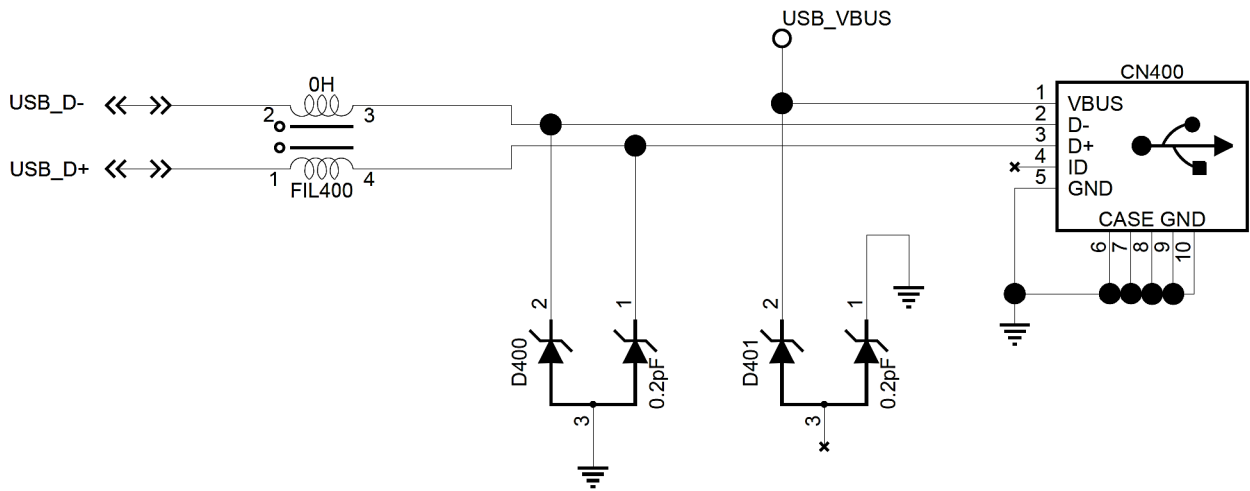 USB_VBUS
CN400
USB_D-
0H
2
3
1
VBUS
2
D-
3
D+
4
ID
5
GND
USB_D+
1
4
FIL400
CASE GND
6
7
8
9
10
2
1
D400
0.2pF
3
2
1
D401
0.2pF
3